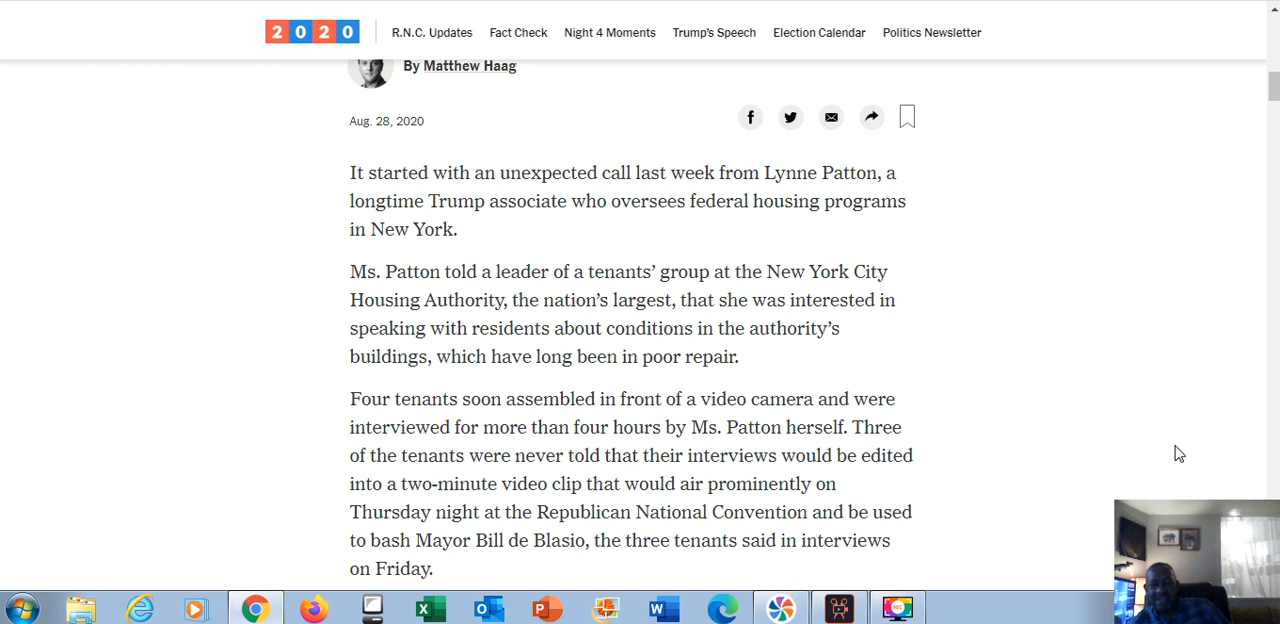 2020
R.N.C. Updates Fact Check Night 4 Moments Trump's Speech Election Calendar Politics Newsletter
By Matthew Haag
Aug. 28, 2020
It started with an unexpected call last week from Lynne Patton, a
longtime Trump associate who oversees federal housing programs
in New York.
Ms. Patton told a leader of a tenants’ group at the New York City
Housing Authority, the nation’s largest, that she was interested in
speaking with residents about conditions in the authority’s
buildings, which have long been in poor repair.
Four tenants soon assembled in front of a video camera and were
interviewed for more than four hours by Ms. Patton herself. Three
of the tenants were never told that their interviews would be edited
into a two-minute video clip that would air prominently on
Thursday night at the Republican National Convention and be used
to bash Mayor Bill de Blasio, the three tenants said in interviews
on Friday.